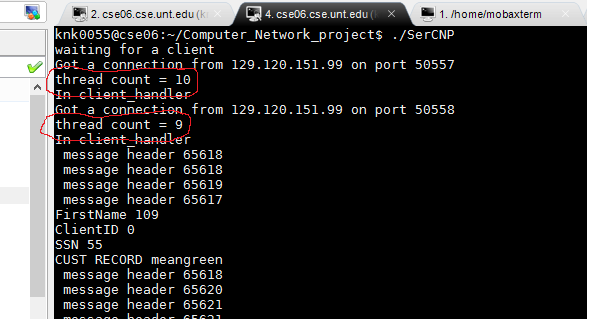 2. cse06.cse.unt.edu (kn
4. cse06.cse.unt.edu (
1. /home/mobaxterm
knk0055@cse06:~/Computer_Network_project$ ./SerCNP
waiting for a client
Got a connection from 129.120.151.99 on port 50557
thread count = 10
In client_handler
Got a connection from 129.120.151.99 on port 50558
thread count = 9
In client_handler
message header 65618
message header 65618
message header 65619
message header 65617
FirstName 109
ClientID 0
SSN 55
CUST RECORD meangreen
message header 65618
message header 65620
message header 65621
message header 65621